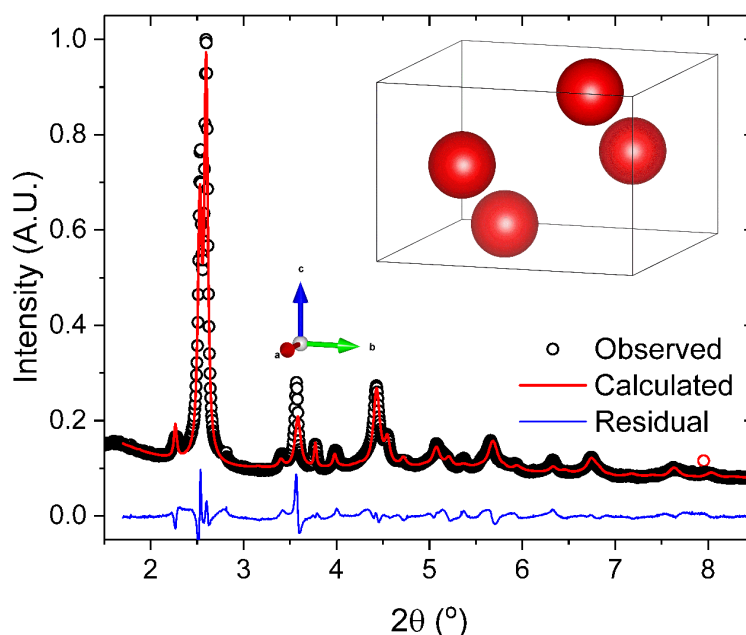 1.0
0.8
0.6
0.4
0.2
0.0
Intensity (A.U.)
c
a
b
Observed
Calculated
Residual
2 3 4 5 6 7 8
2θ (°)